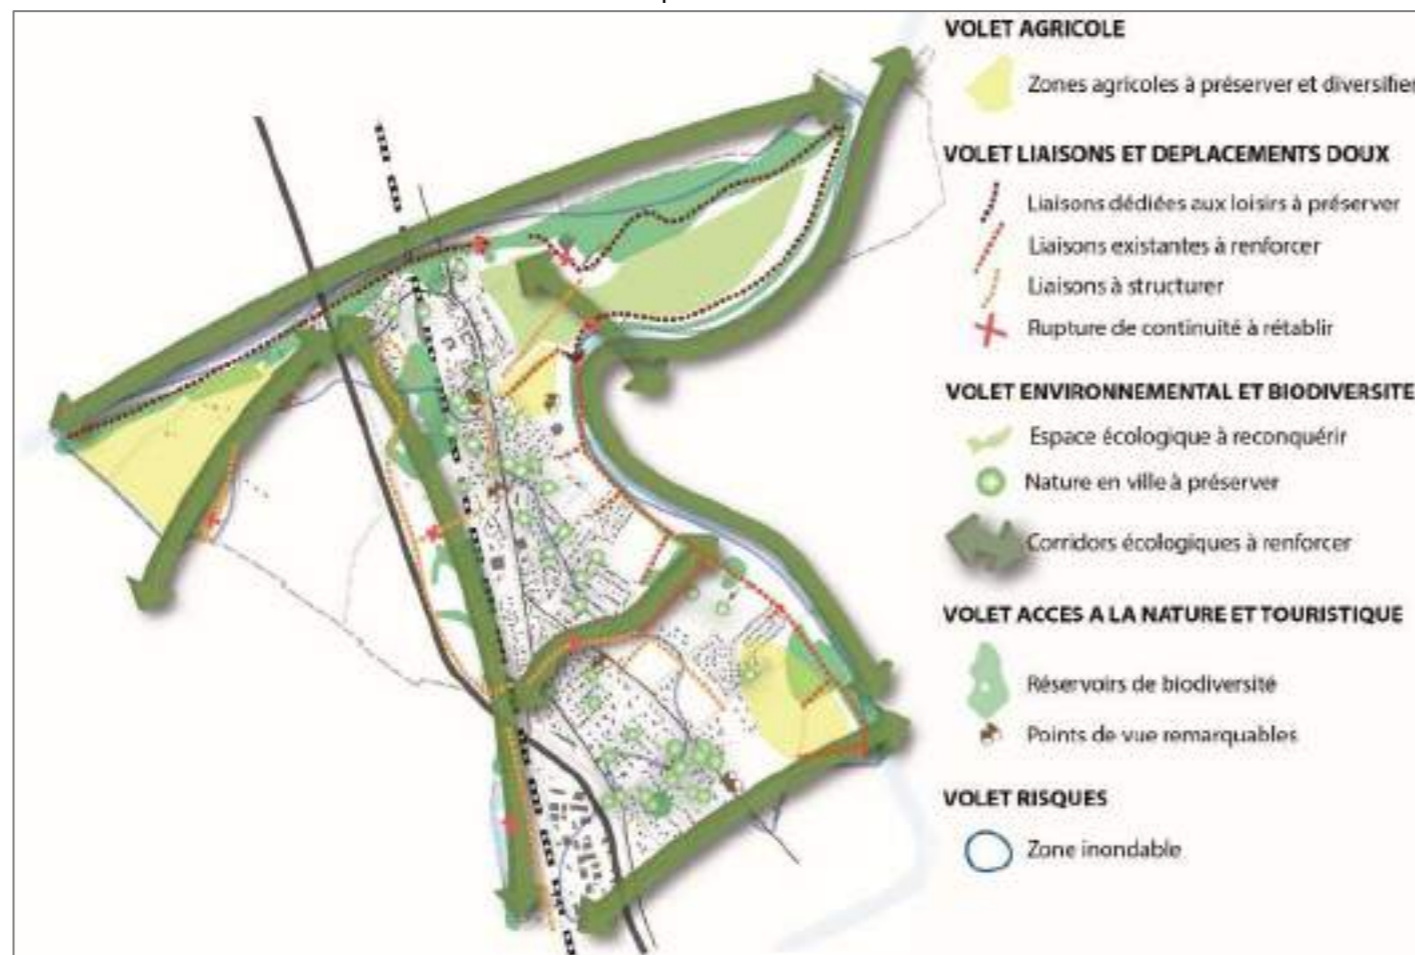 VOLET AGRICOLE
Zones agricoles à préserver et diversifier
VOLET LIAISONS ET DEPLACEMENTS DOUX
Liaisons dédiées aux loisirs à préserver
Liaisons existantes à renforcer
Liaisons à structurer
Rupture de continuité à rétablir
VOLET ENVIRONNEMENTAL ET BIODIVERSITE
Espace écologique à reconquérir
Nature en ville à préserver
Corridors écologiques à renforcer
VOLET ACCES A LA NATURE ET TOURISTIQUE
Réservoirs de biodiversité
Points de vue remarquables
VOLET RISQUES
Zone inondable